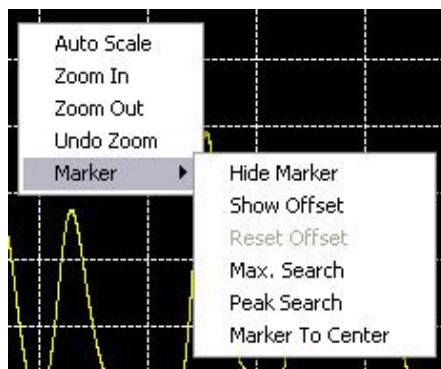 Auto Scale
Zoom In
Zoom Out
Undo Zoom
Marker
Hide Marker
Show Offset
Reset Offset
Max. Search
Peak Search
Marker To Center